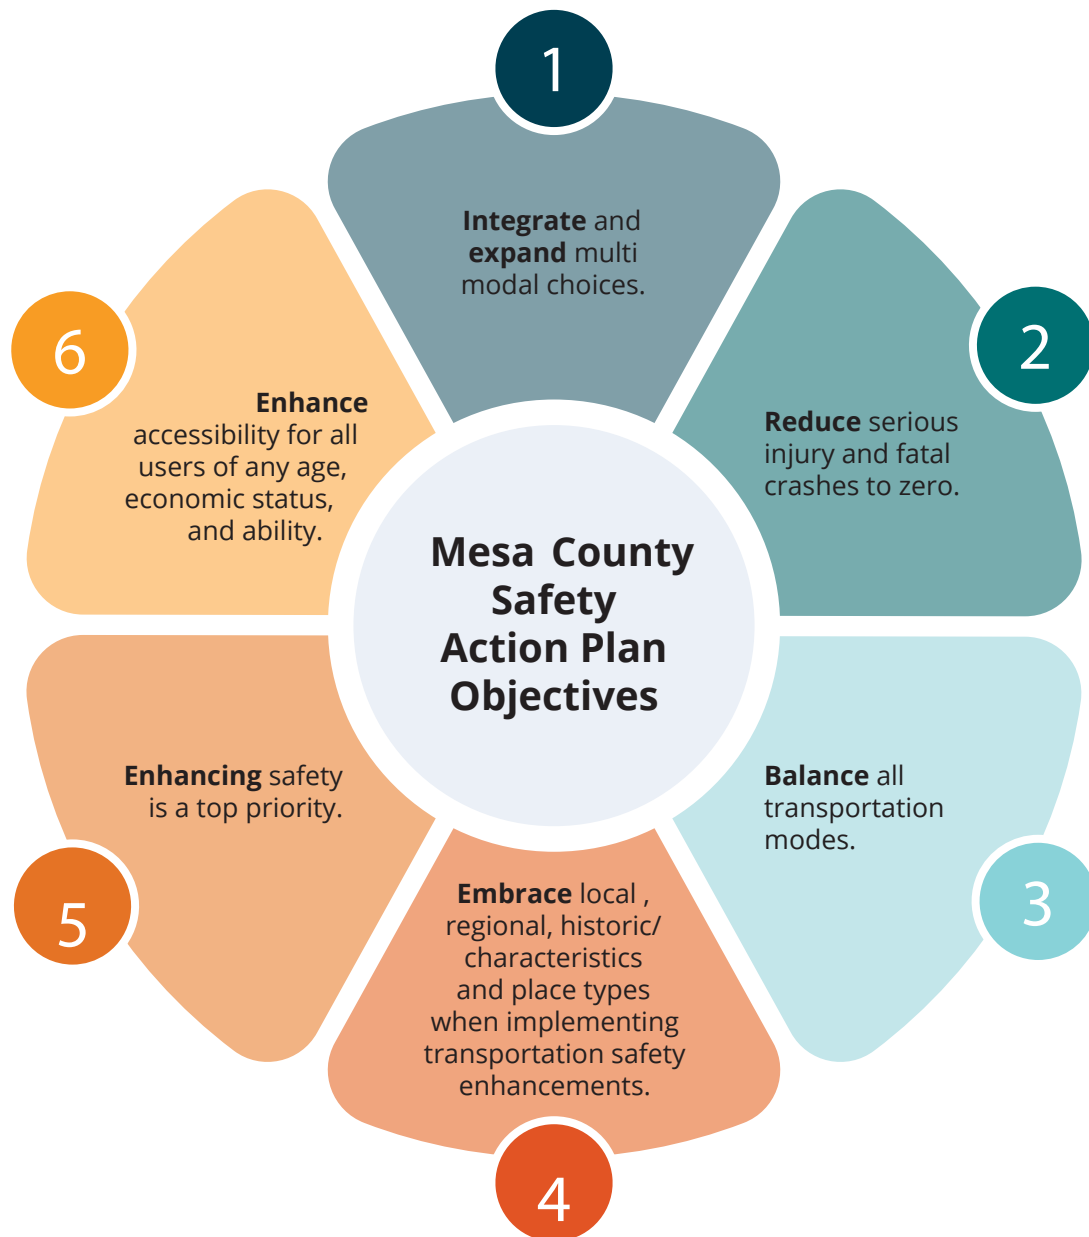 1
Integrate and
expand multi
modal choices.
2
Reduce serious
injury and fatal
crashes to zero.
3
Balance all
transportation
modes.
4
Embrace local ,
regional, historic/
characteristics
and place types
when implementing
transportation safety
enhancements.
5
Enhancing safety
is a top priority.
6
Enhance
accessibility for all
users of any age,
economic status,
and ability.
Mesa County
Safety
Action Plan
Objectives